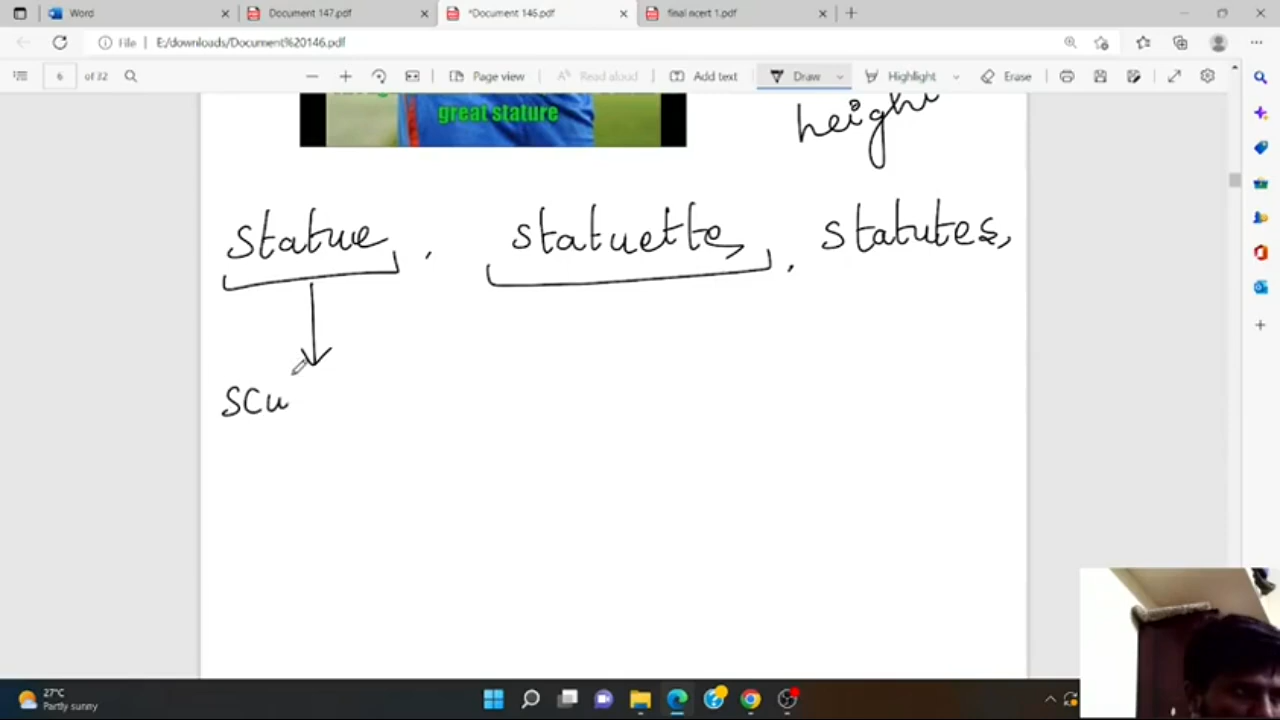 Word
Document 147.pdf
*Document 146.pdf
final ncert 1.pdf
File E:/downloads/Document%20146.pdf
6 of 32
Page view
Read aloud
Add text
Draw
Highlight
Erase
great stature
height
statue, statuette, statutes,
scu
27°C
Partly sunny